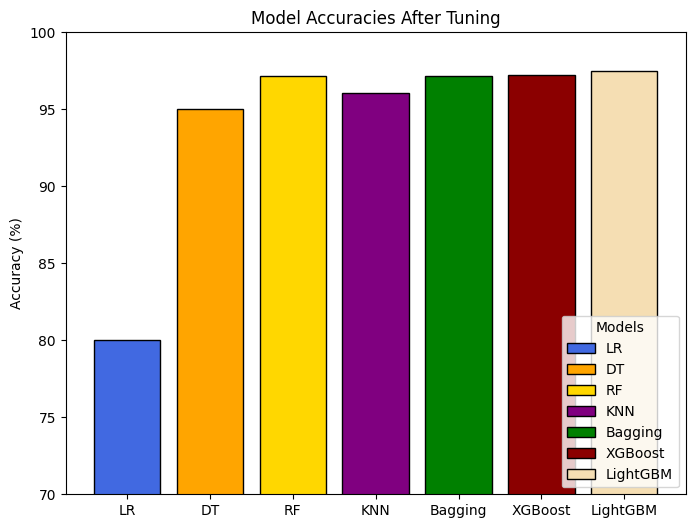 Model Accuracies After Tuning
Accuracy (%)
100
95
90
85
80
75
70
LR
DT
RF
KNN
Bagging
XGBoost
LightGBM
Models
LR
DT
RF
KNN
Bagging
XGBoost
LightGBM